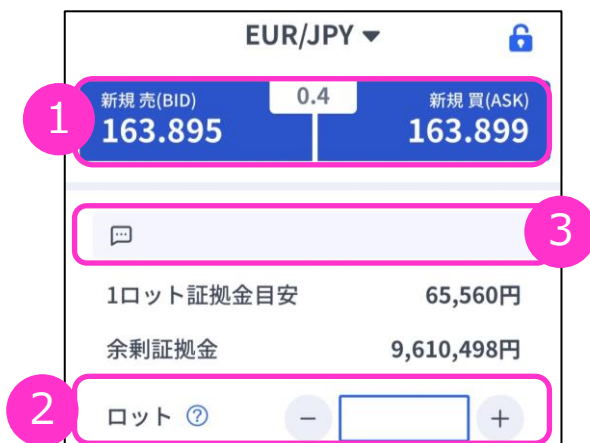 EUR/JPY
1
新規 売(BID) 0.4 新規 買(ASK)
163.895 163.899
3
1ロット証拠金目安 65,560円
余剰証拠金 9,610,498円
2
ロット ? − +